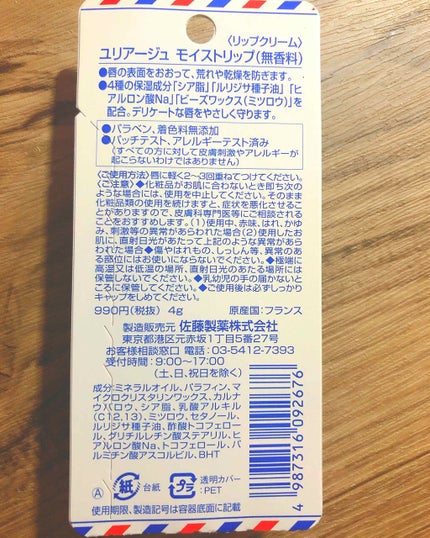 〈リップクリーム〉
ユリアージュ モイストリップ(無香料)
●唇の表面をおおって、荒れや乾燥を防ぎます。
●4種の保湿成分「シア脂」「ルリジサ種子油」「ヒ
アルロン酸Na」「ビーズワックス(ミツロウ)」を
配合。デリケートな唇をやさしく守ります。
●パラベン、着色料無添加
●パッチテスト、アレルギーテスト済み
(すべての方に対して皮膚刺激やアレルギーが
起こらないわけではありません)
〈ご使用方法〉唇に軽く2〜3回重ねてつけてください。
〈ご注意〉◆化粧品がお肌に合わないとき即ち次の
ような場合には、使用を中止してください。そのまま
化粧品類の使用を続けますと、症状を悪化させるこ
とがありますので、皮膚科専門医等にご相談される
ことをおすすめします。(1)使用中、赤味、はれ、かゆ
み、刺激等の異常があらわれた場合(2)使用したお
肌に、直射日光があたって上記のような異常があら
われた場合◆傷やはれもの、しっしん等、異常のあ
る部位にはお使いにならないでください。◆極端に
高温又は低温の場所、直射日光のあたる場所には
保管しないでください。◆乳幼児の手の届かないと
ころに保管してください。◆ご使用後は必ずしっかり
キャップをしめてください。
990円(税抜) 4g 原産国:フランス
製造販売元 佐藤製薬株式会社
東京都港区元赤坂1丁目5番27号
お客様相談窓口 電話:03-5412-7393
受付時間:9:00〜17:00
(土、日、祝日を除く)
成分:ミネラルオイル、パラフィン、マ
イクロクリスタリンワックス、カルナ
ウバロウ、シア脂、乳酸アルキル
(C12,13)、ミツロウ、セタノール、
ルリジサ種子油、酢酸トコフェロー
ル、グリチルレチン酸ステアリル、ヒ
アルロン酸Na、トコフェロール、パ
ルミチン酸アスコルビル、BHT
4987316092676
Ⓐ 紙 台紙 プラ 透明カバー
:PET
使用期限、製造記号は容器底面に記載